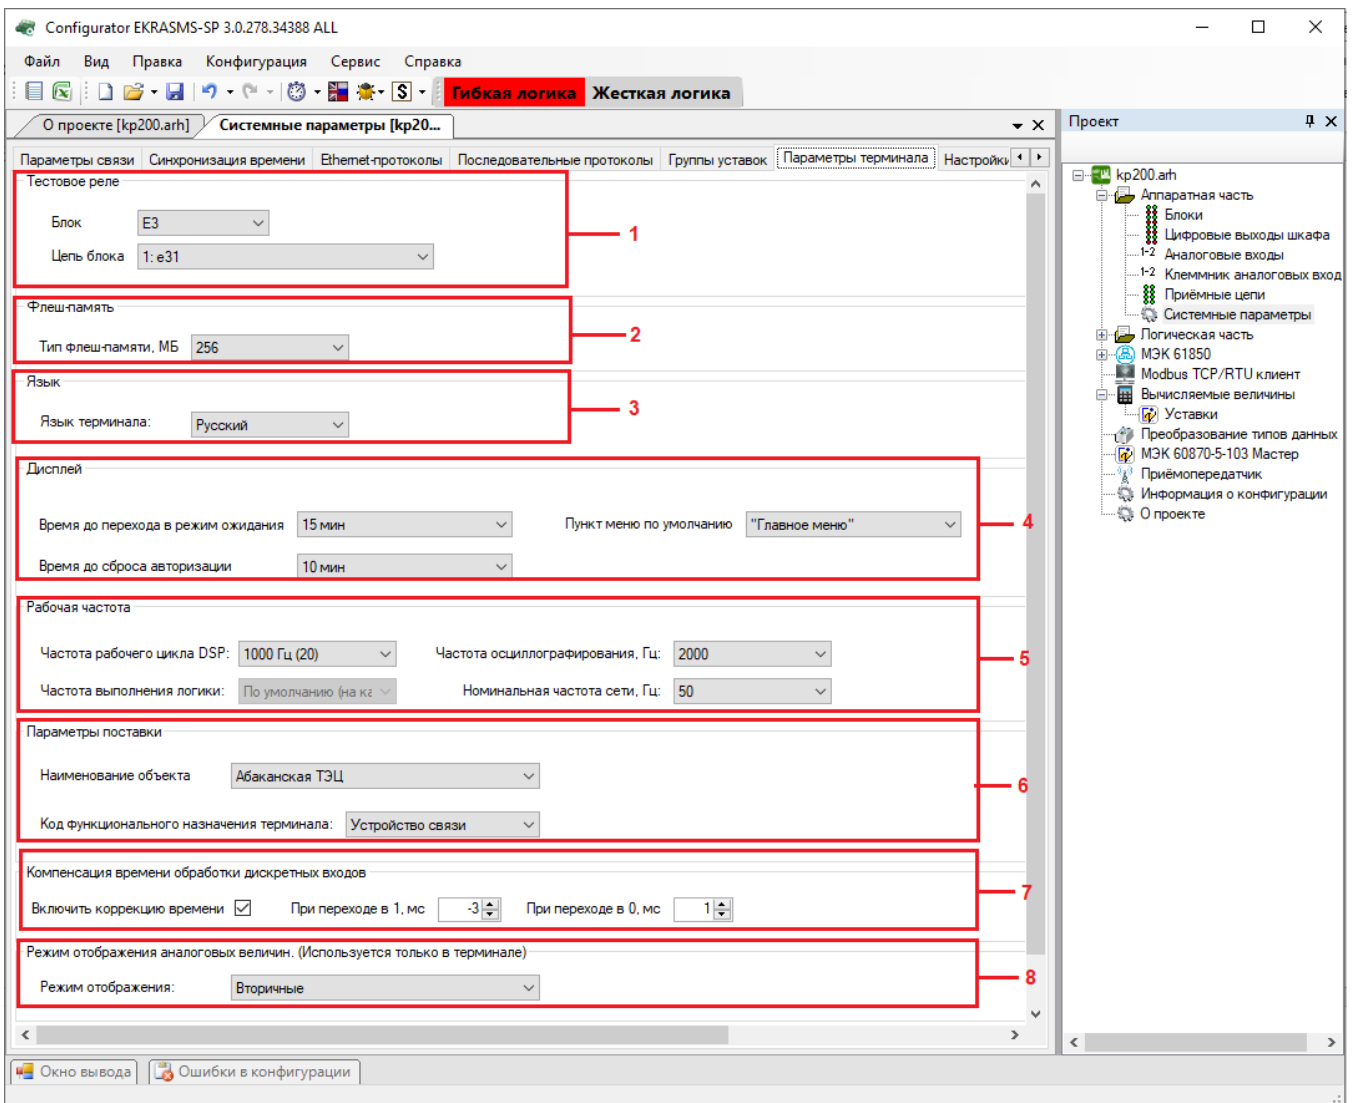 Configurator EKRASMS-SP 3.0.278.34388 ALL
Файл Вид Правка Конфигурация Сервис Справка
S Гибкая логика Жесткая логика
О проекте [kp200.arh] Системные параметры [kp20...
Проект
Параметры связи Синхронизация времени Ethernet-протоколы Последовательные протоколы Группы уставок Параметры терминала Настройки
Тестовое реле
Блок E3
Цепь блока 1: e31
1
Флеш-память
Тип флеш-памяти, МБ 256
2
Язык
Язык терминала: Русский
3
Дисплей
Время до перехода в режим ожидания 15 мин Пункт меню по умолчанию "Главное меню"
Время до сброса авторизации 10 мин
4
Рабочая частота
Частота рабочего цикла DSP: 1000 Гц (20) Частота осциллографирования, Гц: 2000
Частота выполнения логики: По умолчанию (на ка Номинальная частота сети, Гц: 50
5
Параметры поставки
Наименование объекта Абаканская ТЭЦ
Код функционального назначения терминала: Устройство связи
6
Компенсация времени обработки дискретных входов
Включить коррекцию времени При переходе в 1, мс -3 При переходе в 0, мс 1
7
Режим отображения аналоговых величин. (Используется только в терминале)
Режим отображения: Вторичные
8
kp200.arh
Аппаратная часть
Блоки
Цифровые выходы шкафа
1-2 Аналоговые входы
1-2 Клеммник аналоговых вход
Приёмные цепи
Системные параметры
Логическая часть
МЭК 61850
Modbus TCP/RTU клиент
Вычисляемые величины
Уставки
Преобразование типов данных
МЭК 60870-5-103 Мастер
Приёмопередатчик
Информация о конфигурации
О проекте
Окно вывода Ошибки в конфигурации